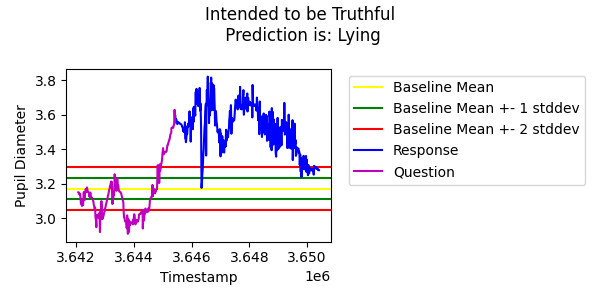 Intended to be Truthful
Prediction is: Lying
Baseline Mean
Baseline Mean +- 1 stddev
Baseline Mean +- 2 stddev
Response
Question
Pupil Diameter
3.8
3.6
3.4
3.2
3.0
3.642 3.644 3.646 3.648 3.650
Timestamp
1e6